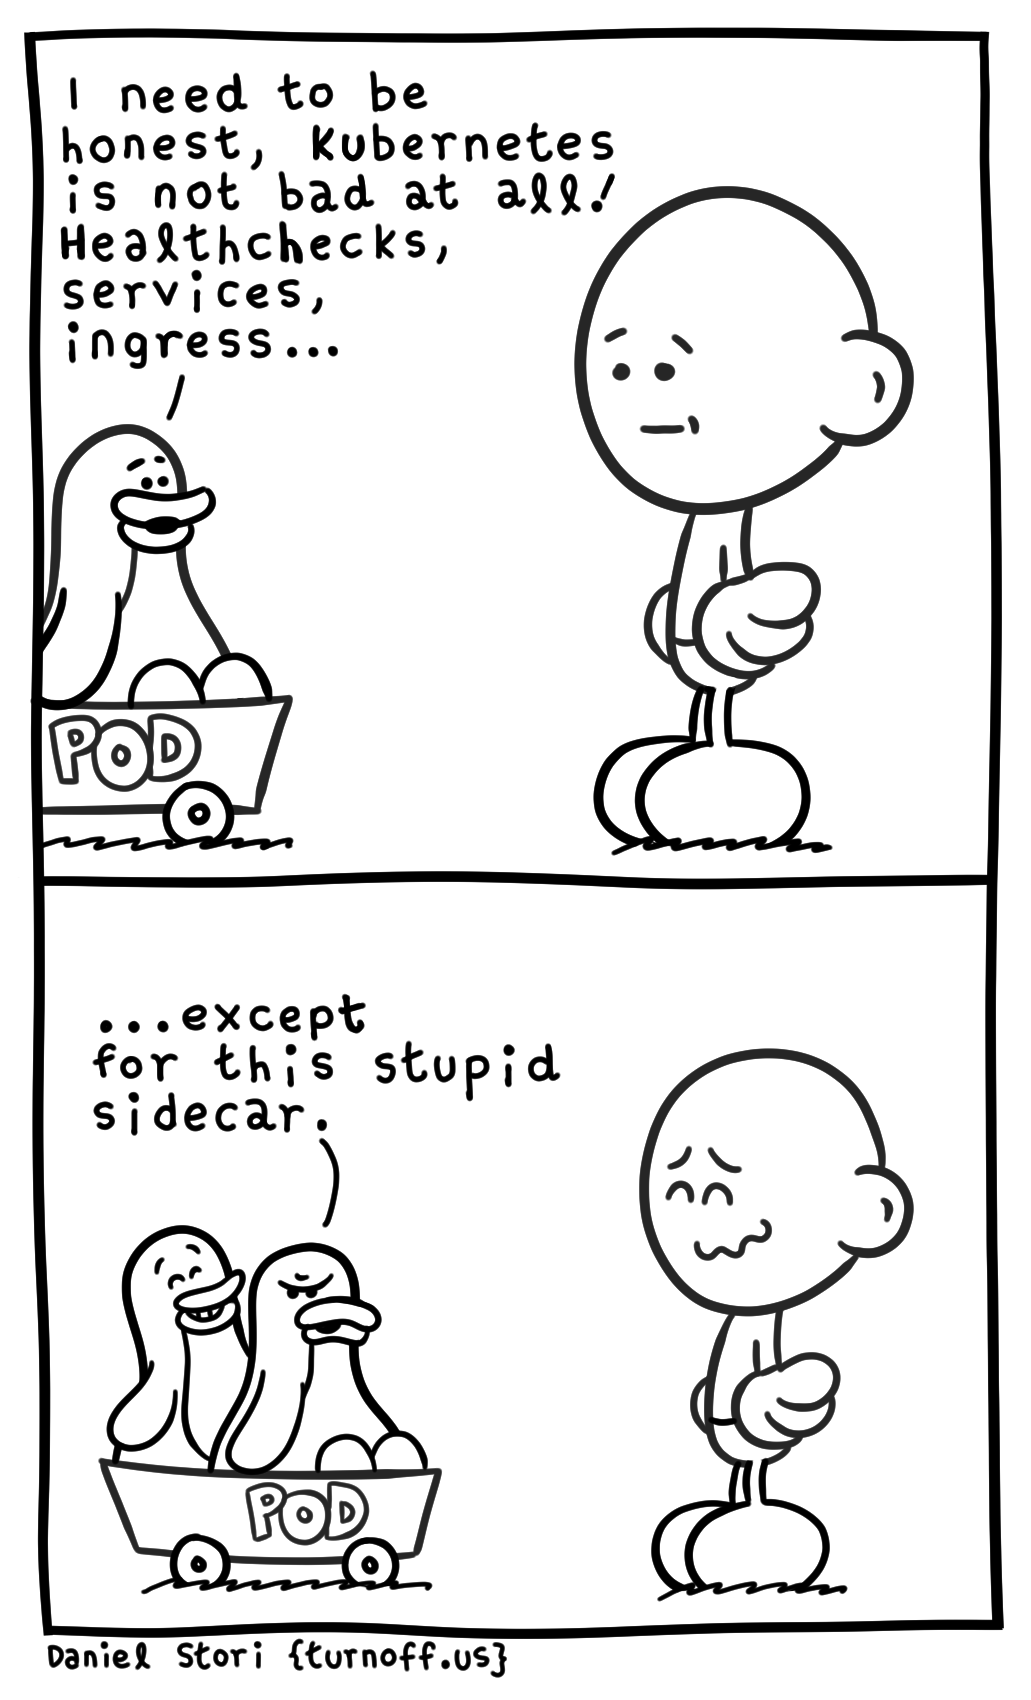 I need to be
honest, Kubernetes
is not bad at all!
Healthchecks,
services,
ingress...
POD
...except
for this stupid
sidecar.
POD
Daniel Stori {turnoff.us}